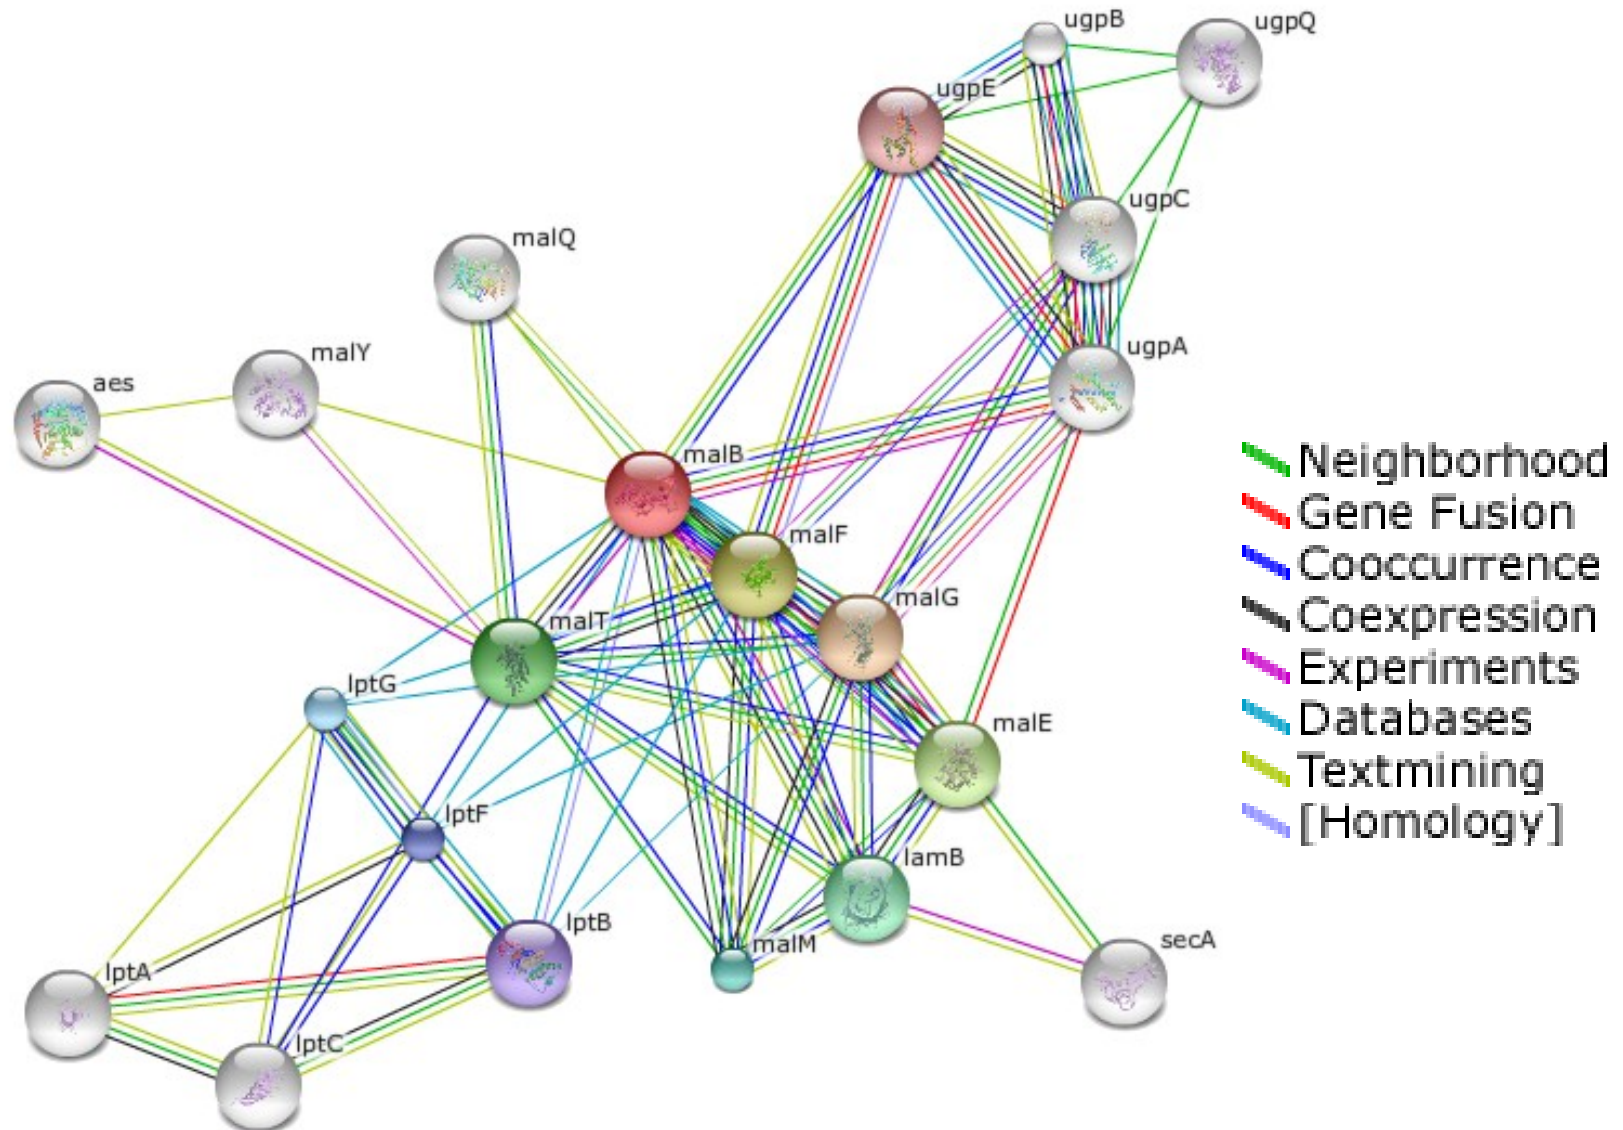 ugpB
ugpQ
ugpE
ugpC
malQ
malY
ugpA
aes
malB
malF
malG
malT
lptG
malE
lptF
lamB
lptB
malM
secA
lptA
lptC
Neighborhood
Gene Fusion
Cooccurrence
Coexpression
Experiments
Databases
Textmining
[Homology]